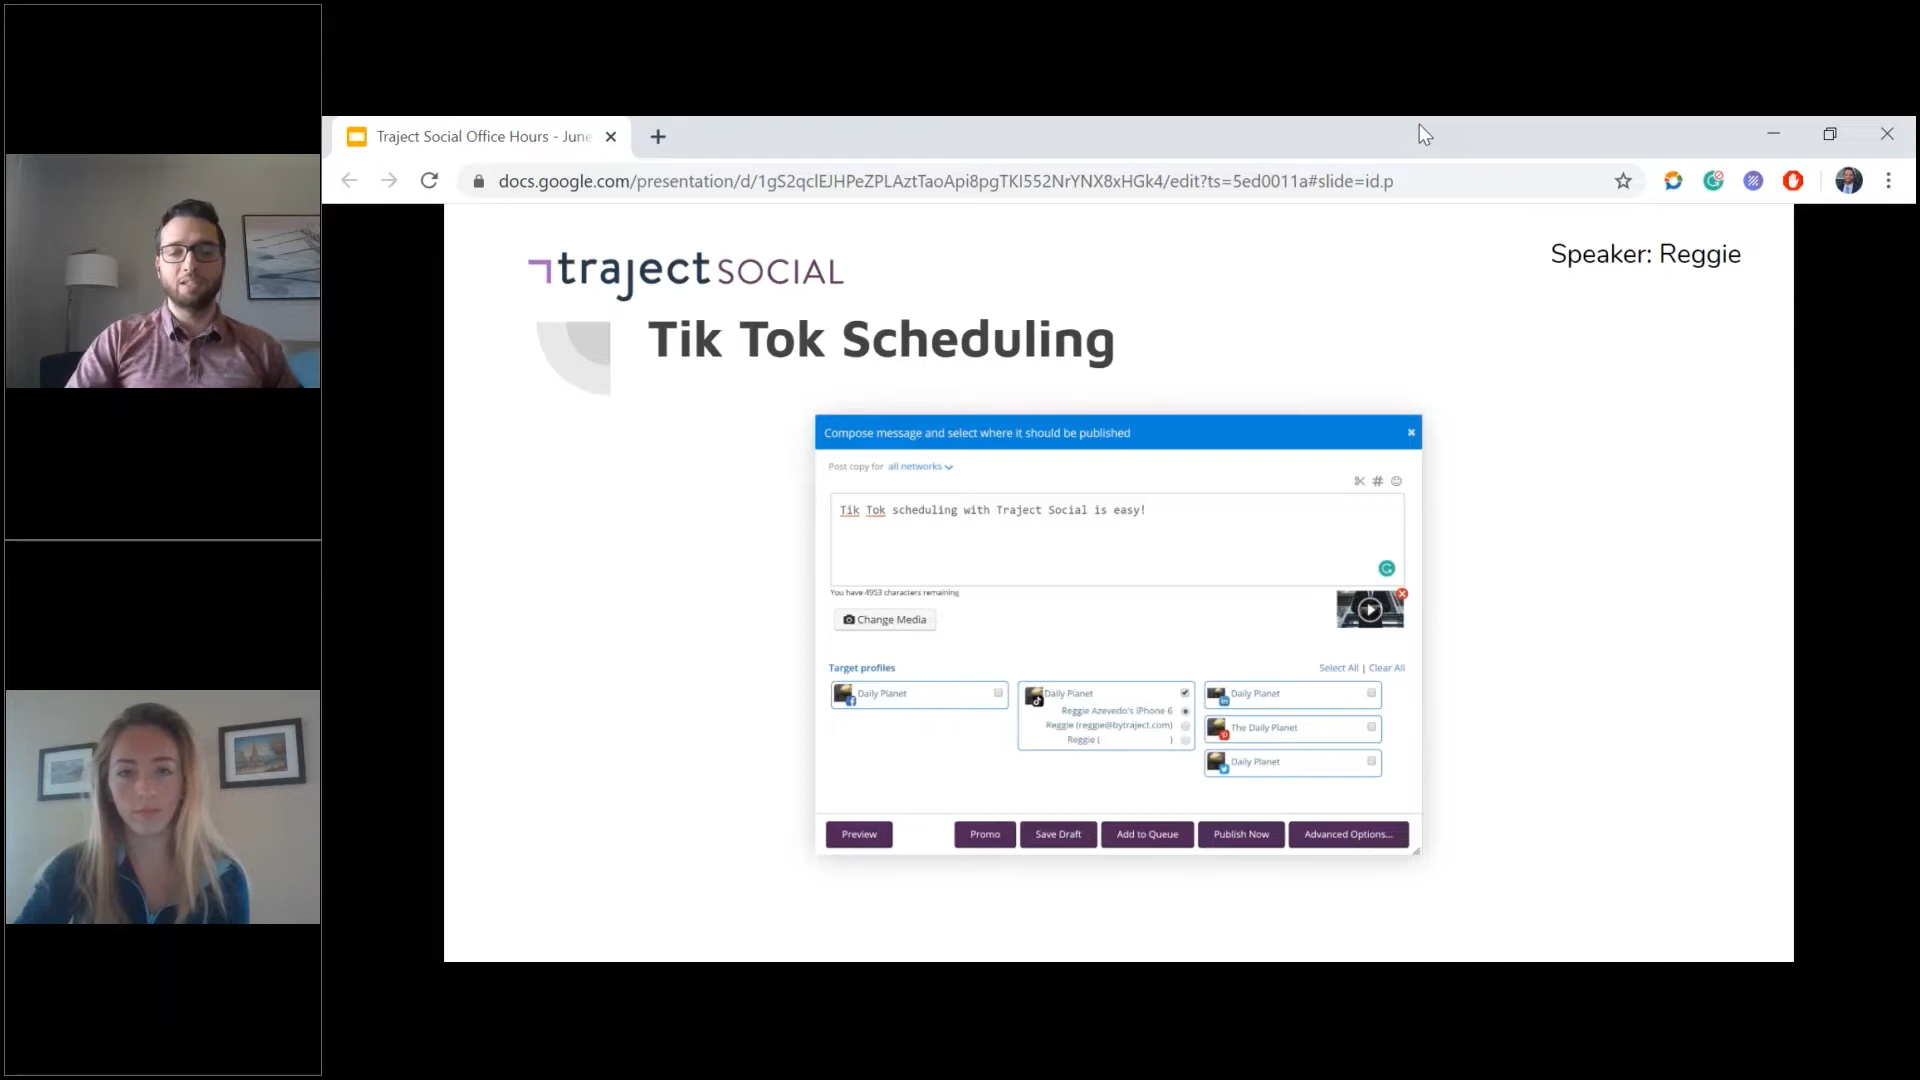 Traject Social Office Hours - June
docs.google.com/presentation/d/1gS2qclEJHPeZPLAztTaoApi8pgTKI552NrYNX8xHGk4/edit?ts=5ed0011a#slide=id.p
Speaker: Reggie
traject SOCIAL
Tik Tok Scheduling
Compose message and select where it should be published
Post copy for all networks
Tik Tok scheduling with Traject Social is easy!
You have 4953 characters remaining
Change Media
Target profiles
Select All | Clear All
Daily Planet
Daily Planet
Reggie Azevedo's iPhone 6
Reggie (reggie@bytraject.com)
Reggie ( )
Daily Planet
The Daily Planet
Daily Planet
Preview
Promo
Save Draft
Add to Queue
Publish Now
Advanced Options...